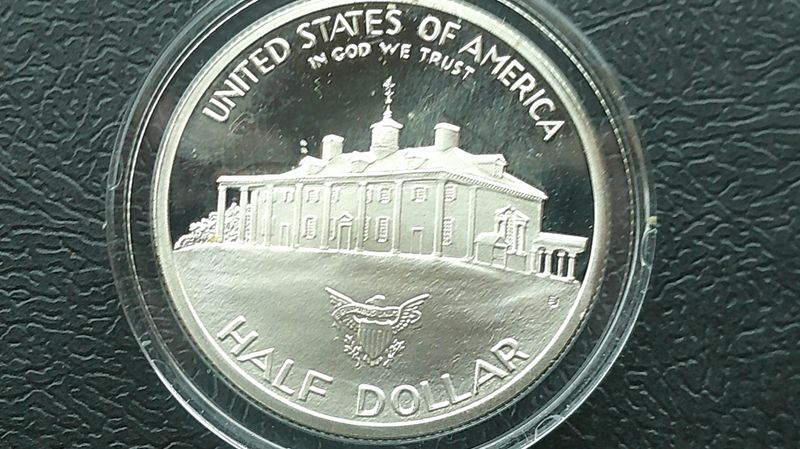 UNITED STATES OF AMERICA
IN GOD WE TRUST
HALF DOLLAR